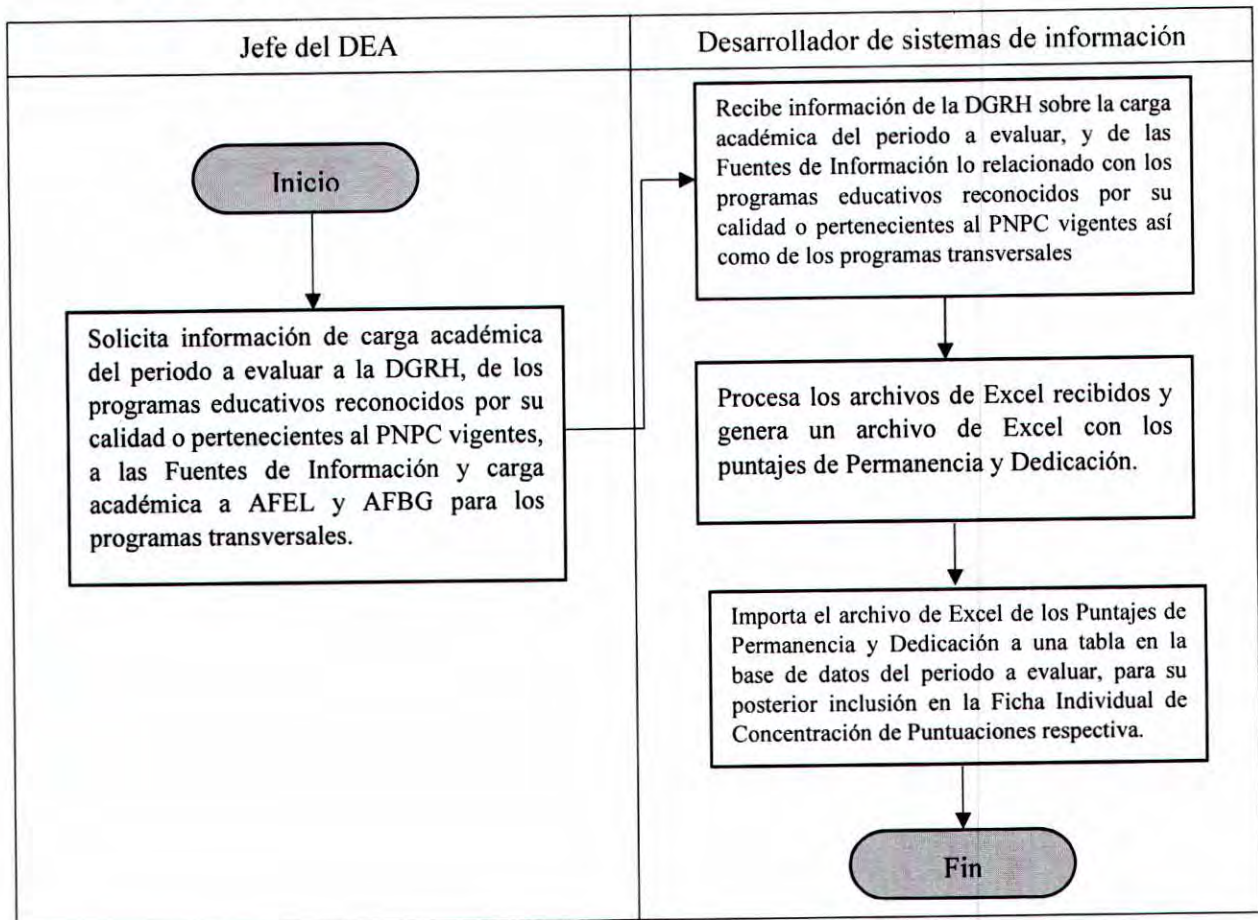 Jefe del DEA
Desarrollador de sistemas de información
Inicio
Solicita información de carga académica
del periodo a evaluar a la DGRH, de los
programas educativos reconocidos por su
calidad o pertenecientes al PNPC vigentes,
a las Fuentes de Información y carga
académica a AFEL y AFBG para los
programas transversales.
Recibe información de la DGRH sobre la carga
académica del periodo a evaluar, y de las
Fuentes de Información lo relacionado con los
programas educativos reconocidos por su
calidad o pertenecientes al PNPC vigentes así
como de los programas transversales
Procesa los archivos de Excel recibidos y
genera un archivo de Excel con los
puntajes de Permanencia y Dedicación.
Importa el archivo de Excel de los Puntajes de
Permanencia y Dedicación a una tabla en la
base de datos del periodo a evaluar, para su
posterior inclusión en la Ficha Individual de
Concentración de Puntuaciones respectiva.
Fin